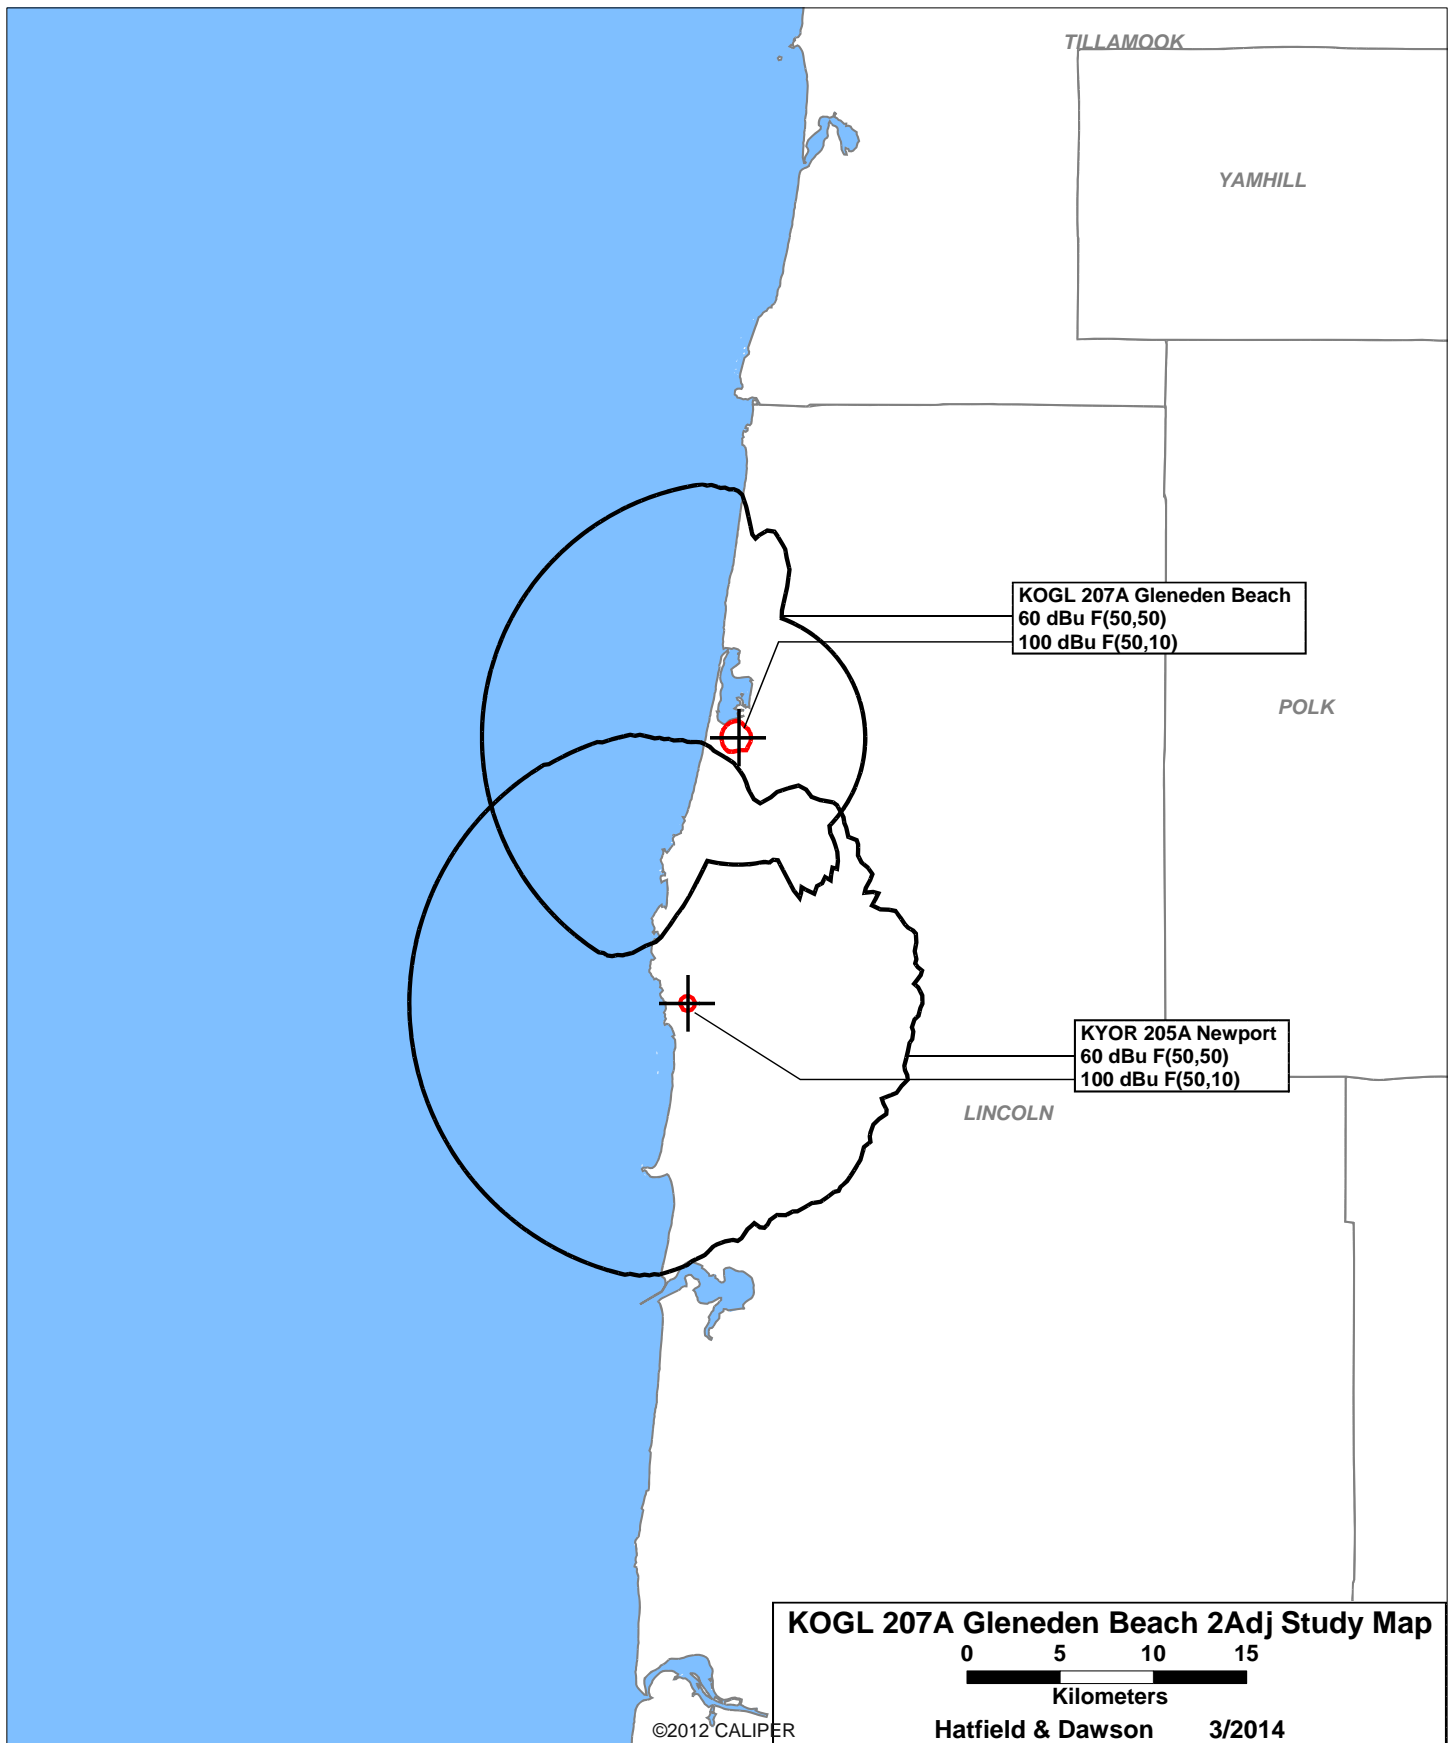 TILLAMOOK
YAMHILL
KOGL 207A Gleneden Beach
60 dBu F(50,50)
100 dBu F(50,10)
POLK
KYOR 205A Newport
60 dBu F(50,50)
100 dBu F(50,10)
LINCOLN
KOGL 207A Gleneden Beach 2Adj Study Map
0 5 10 15
Kilometers
Hatfield & Dawson 3/2014
©2012 CALIPER